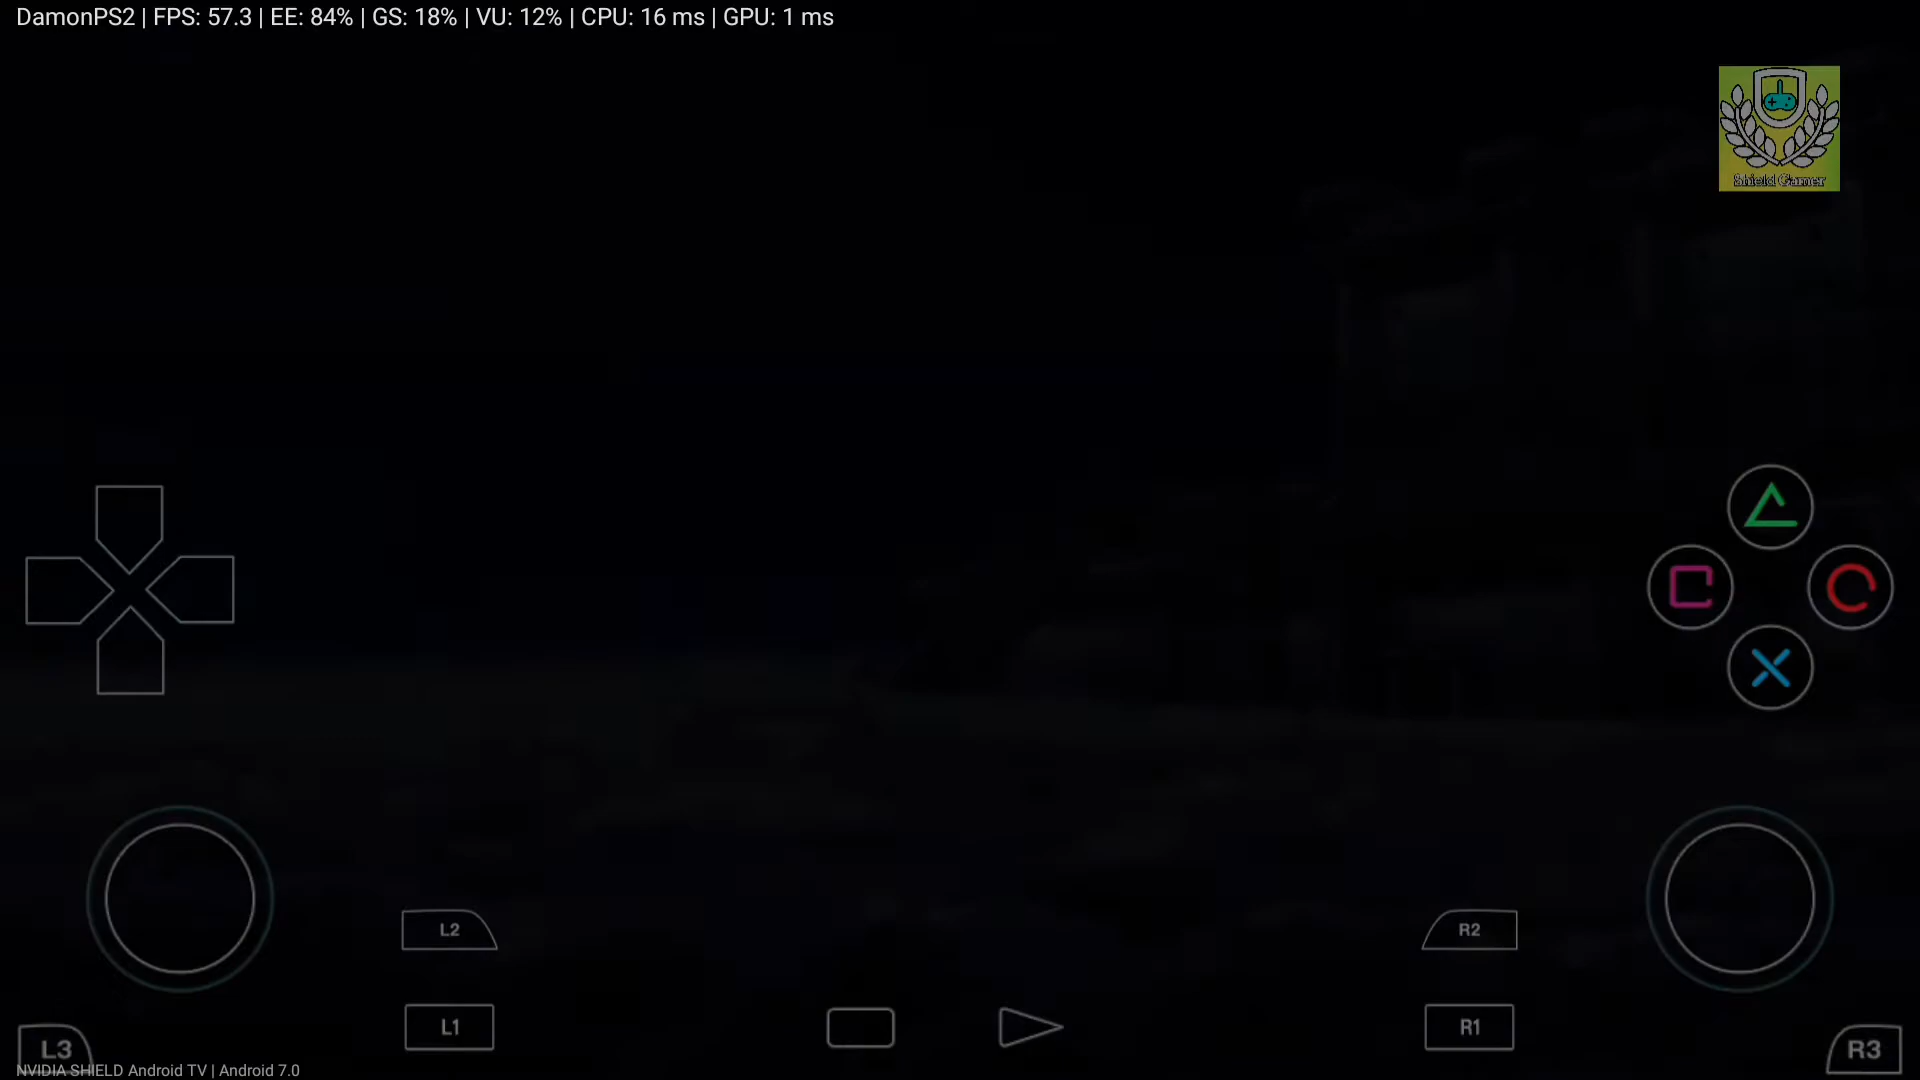 DamonPS2 | FPS: 57.3 | EE: 84% | GS: 18% | VU: 12% | CPU: 16 ms | GPU: 1 ms
Shield Gamer
L2
R2
L1
R1
L3
R3
NVIDIA SHIELD Android TV | Android 7.0